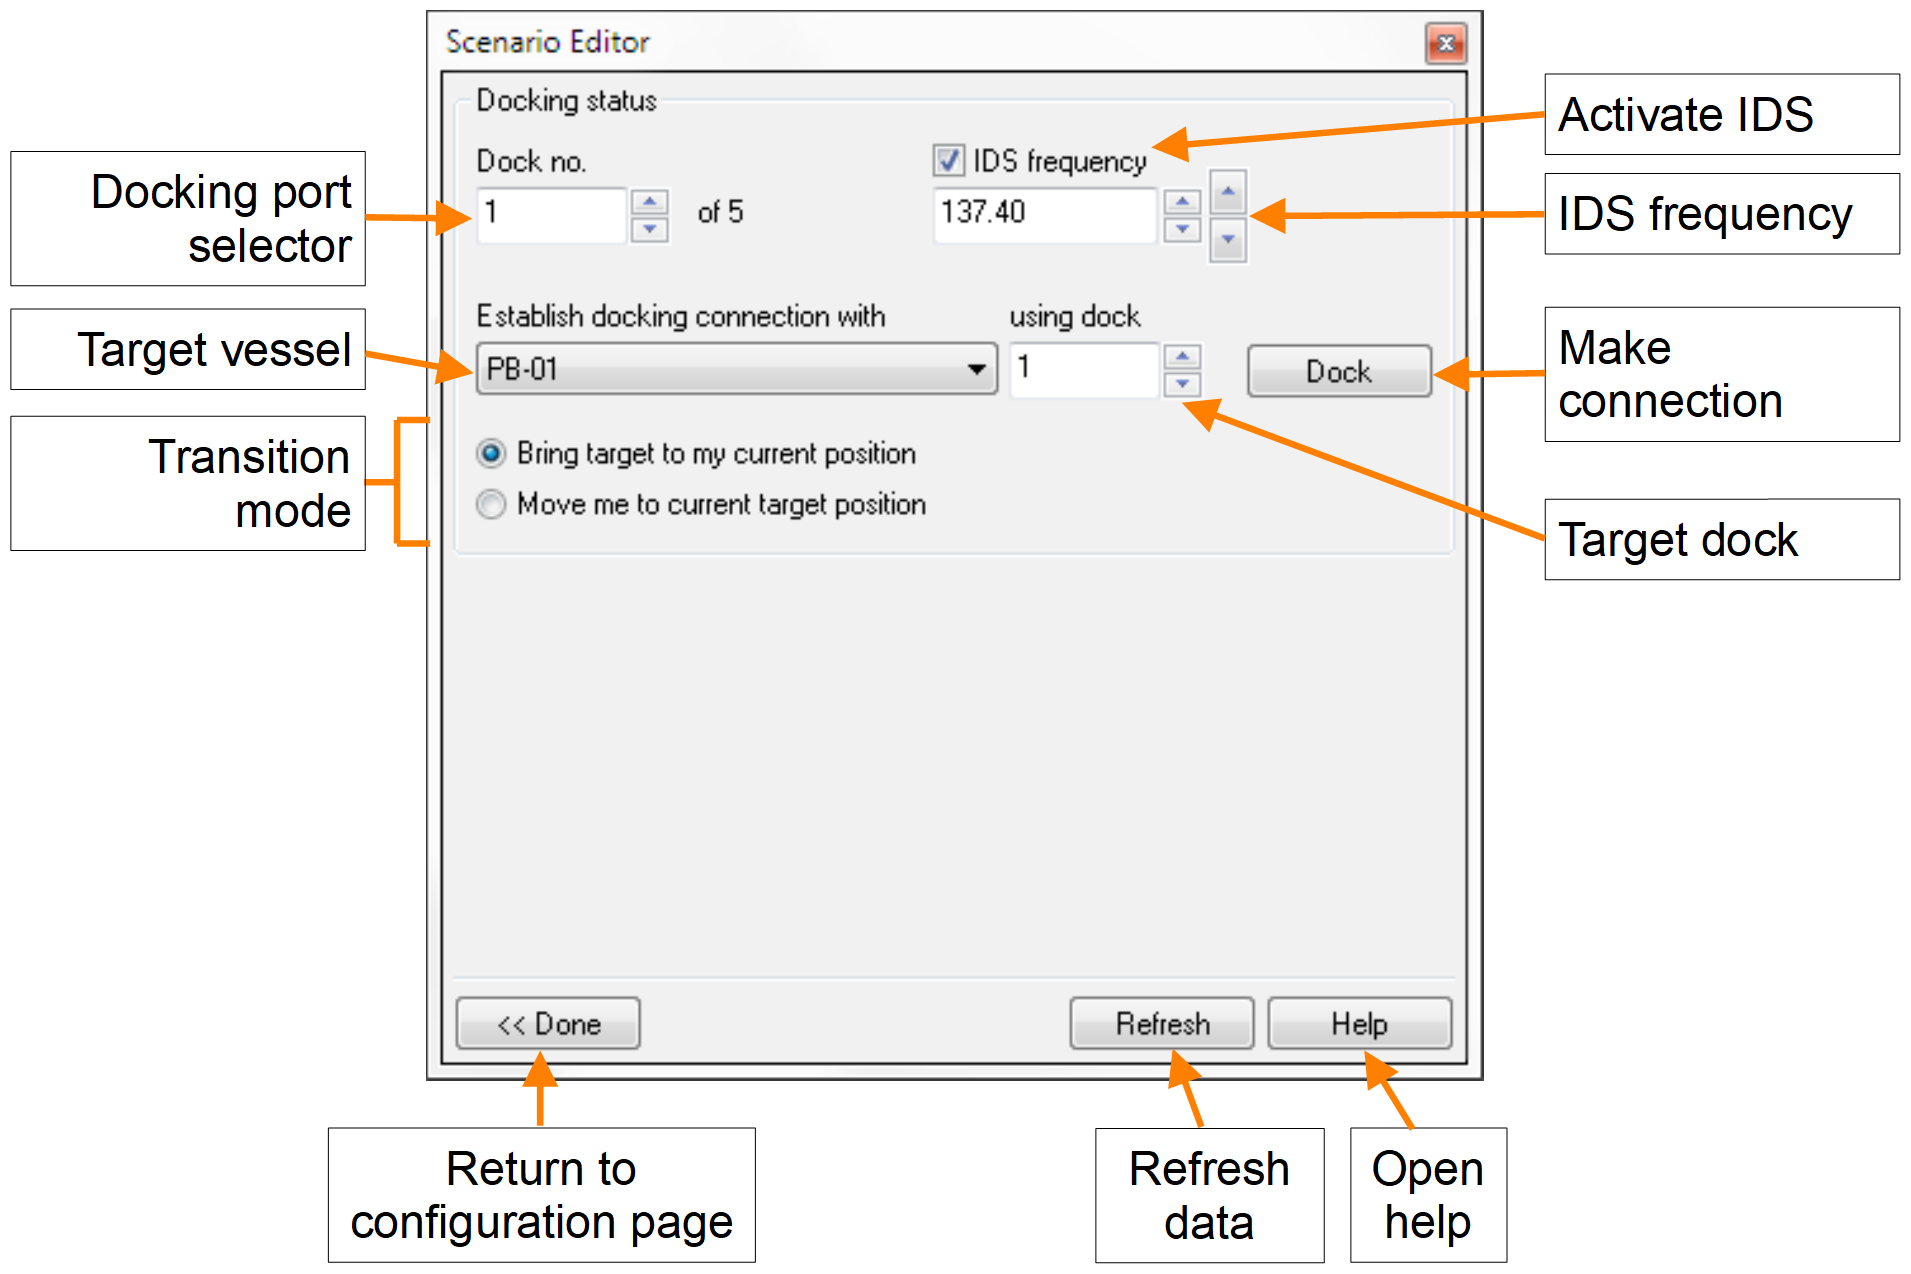 Scenario Editor
Docking status
Activate IDS
Dock no.
IDS frequency
Docking port
selector
1
of 5
137.40
IDS frequency
Establish docking connection with
using dock
Target vessel
PB-01
1
Dock
Make
connection
Transition
mode
Bring target to my current position
Move me to current target position
Target dock
<< Done
Refresh
Help
Return to
configuration page
Refresh
data
Open
help